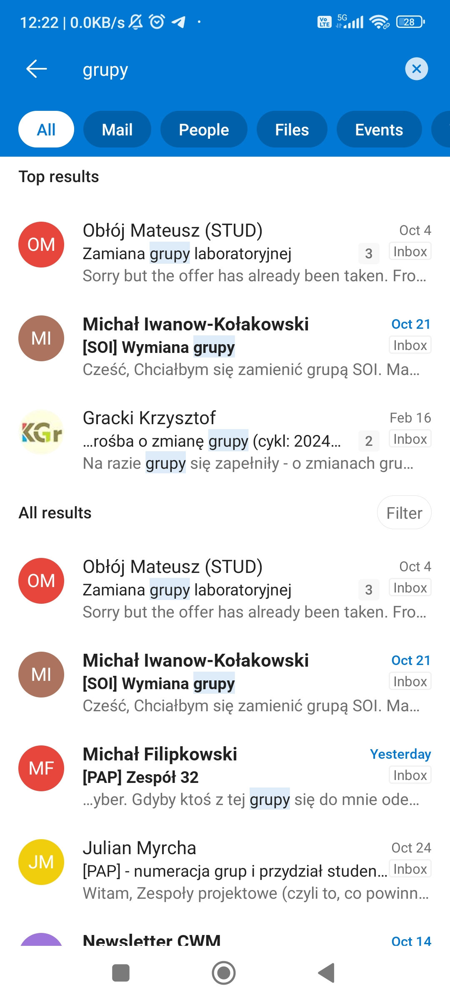 12:22 | 0.0KB/s
Vo LTE 5G 28
grupy
All Mail People Files Events
Top results
OM
Obłój Mateusz (STUD) Oct 4
Zamiana grupy laboratoryjnej 3 Inbox
Sorry but the offer has already been taken. Fro...
MI
Michał Iwanow-Kołakowski Oct 21
[SOI] Wymiana grupy Inbox
Cześć, Chciałbym się zamienić grupą SOI. Ma...
KGr
Gracki Krzysztof Feb 16
...rośba o zmianę grupy (cykl: 2024... 2 Inbox
Na razie grupy się zapełniły - o zmianach gru...
All results Filter
OM
Obłój Mateusz (STUD) Oct 4
Zamiana grupy laboratoryjnej 3 Inbox
Sorry but the offer has already been taken. Fro...
MI
Michał Iwanow-Kołakowski Oct 21
[SOI] Wymiana grupy Inbox
Cześć, Chciałbym się zamienić grupą SOI. Ma...
MF
Michał Filipkowski Yesterday
[PAP] Zespół 32 Inbox
...yber. Gdyby ktoś z tej grupy się do mnie ode...
JM
Julian Myrcha Oct 24
[PAP] - numeracja grup i przydział studen... Inbox
Witam, Zespoły projektowe (czyli to, co powinn...
Newsletter CWM Oct 14